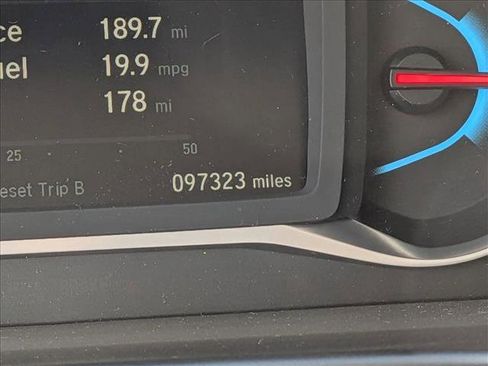 ce 189.7 mi
uel 19.9 mpg
178 mi
25 50
eset Trip B 097323 miles